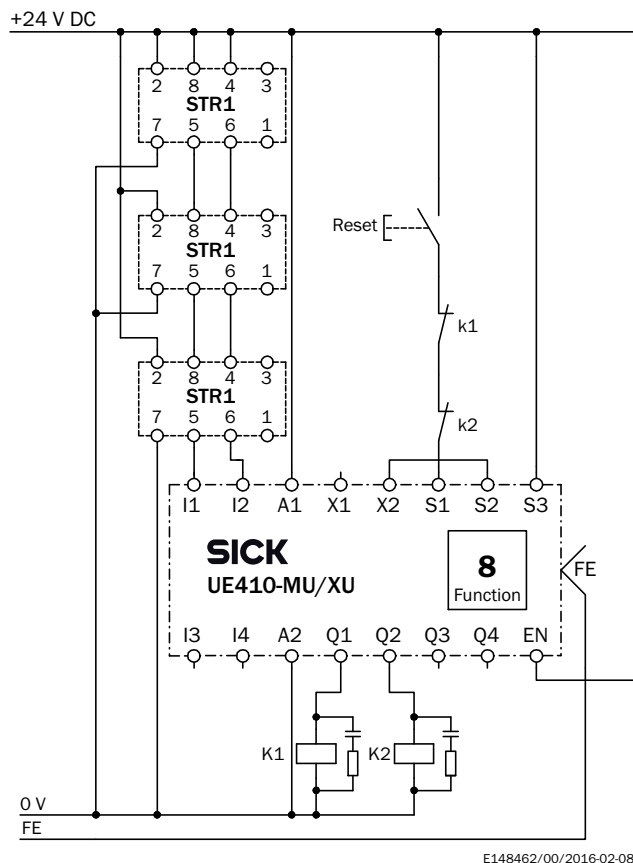 +24 V DC
2 8 4 3
STR1
7 5 6 1
2 8 4 3
STR1
7 5 6 1
2 8 4 3
STR1
7 5 6 1
Reset
k1
k2
I1 I2 A1 X1 X2 S1 S2 S3
SICK
UE410-MU/XU
8
Function
FE
I3 I4 A2 Q1 Q2 Q3 Q4 EN
K1 K2
0 V
FE
E148462/00/2016-02-08